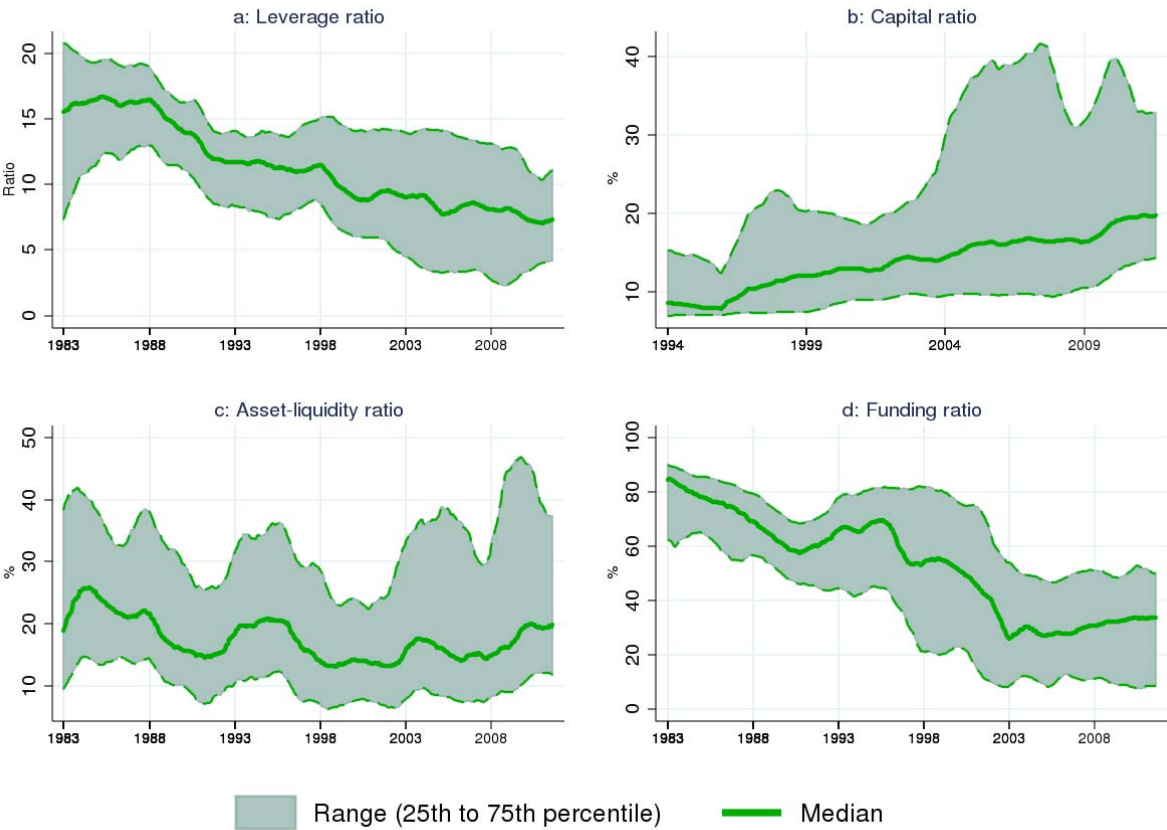 a: Leverage ratio
20
15
10
5
0
Ratio
1983 1988 1993 1998 2003 2008
b: Capital ratio
40
30
20
10
%
1994 1999 2004 2009
c: Asset-liquidity ratio
50
40
30
20
10
%
1983 1988 1993 1998 2003 2008
d: Funding ratio
100
80
60
40
20
0
%
1983 1988 1993 1998 2003 2008
Range (25th to 75th percentile) Median